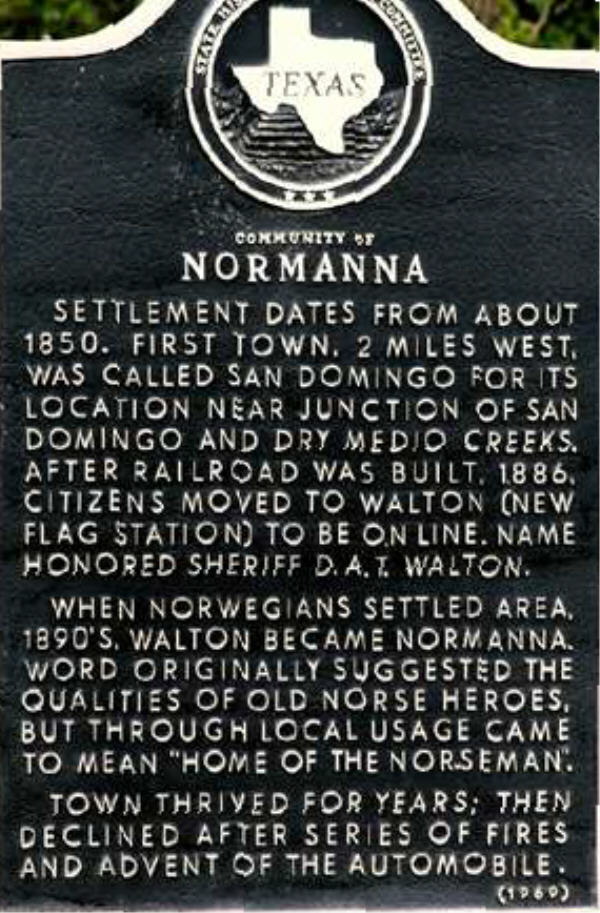 STATE HIS COMMITTEE
TEXAS
COMMUNITY OF
NORMANNA
SETTLEMENT DATES FROM ABOUT
1850. FIRST TOWN, 2 MILES WEST,
WAS CALLED SAN DOMINGO FOR ITS
LOCATION NEAR JUNCTION OF SAN
DOMINGO AND DRY MEDIO CREEKS.
AFTER RAILROAD WAS BUILT, 1886,
CITIZENS MOVED TO WALTON (NEW
FLAG STATION) TO BE ON LINE. NAME
HONORED SHERIFF D.A.T. WALTON.
WHEN NORWEGIANS SETTLED AREA,
1890'S, WALTON BECAME NORMANNA.
WORD ORIGINALLY SUGGESTED THE
QUALITIES OF OLD NORSE HEROES,
BUT THROUGH LOCAL USAGE CAME
TO MEAN "HOME OF THE NORSEMAN".
TOWN THRIVED FOR YEARS; THEN
DECLINED AFTER SERIES OF FIRES
AND ADVENT OF THE AUTOMOBILE.
(1969)